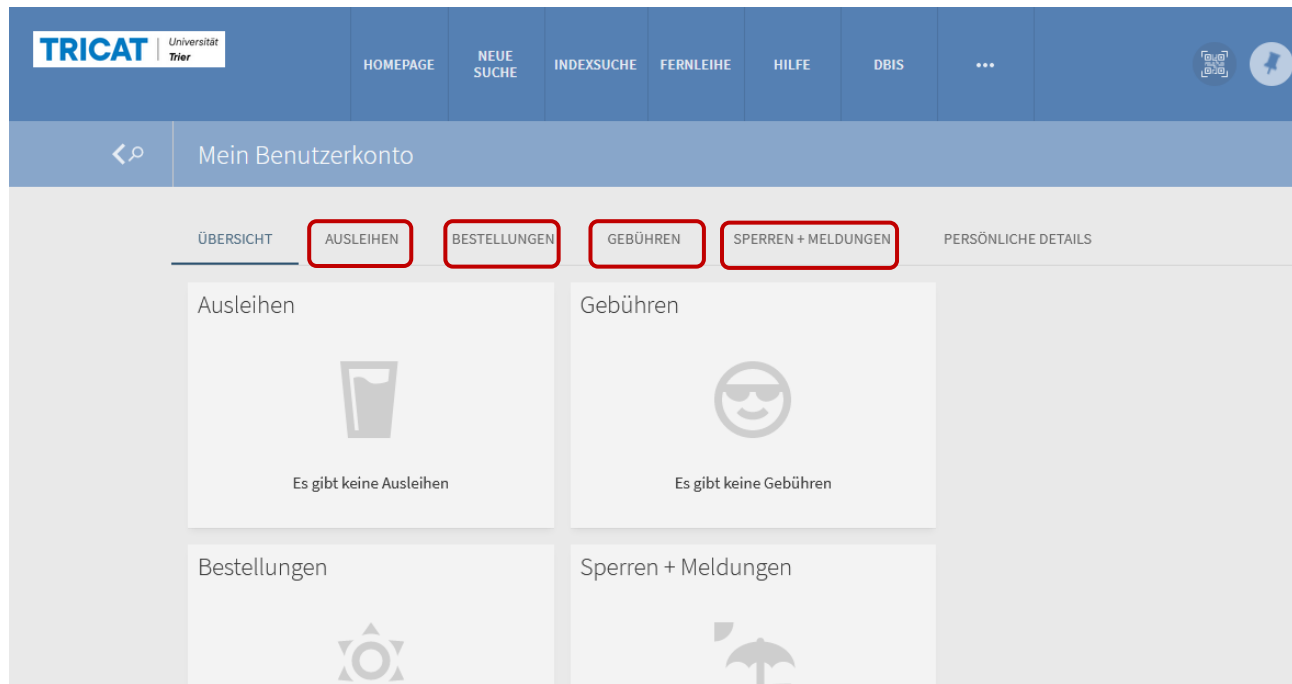 TRICAT Universität
Trier
HOMEPAGE
NEUE
SUCHE
INDEXSUCHE
FERNLEIHE
HILFE
DBIS
Mein Benutzerkonto
ÜBERSICHT
AUSLEIHEN
BESTELLUNGEN
GEBÜHREN
SPERREN + MELDUNGEN
PERSÖNLICHE DETAILS
Ausleihen
Gebühren
Es gibt keine Ausleihen
Es gibt keine Gebühren
Bestellungen
Sperren + Meldungen